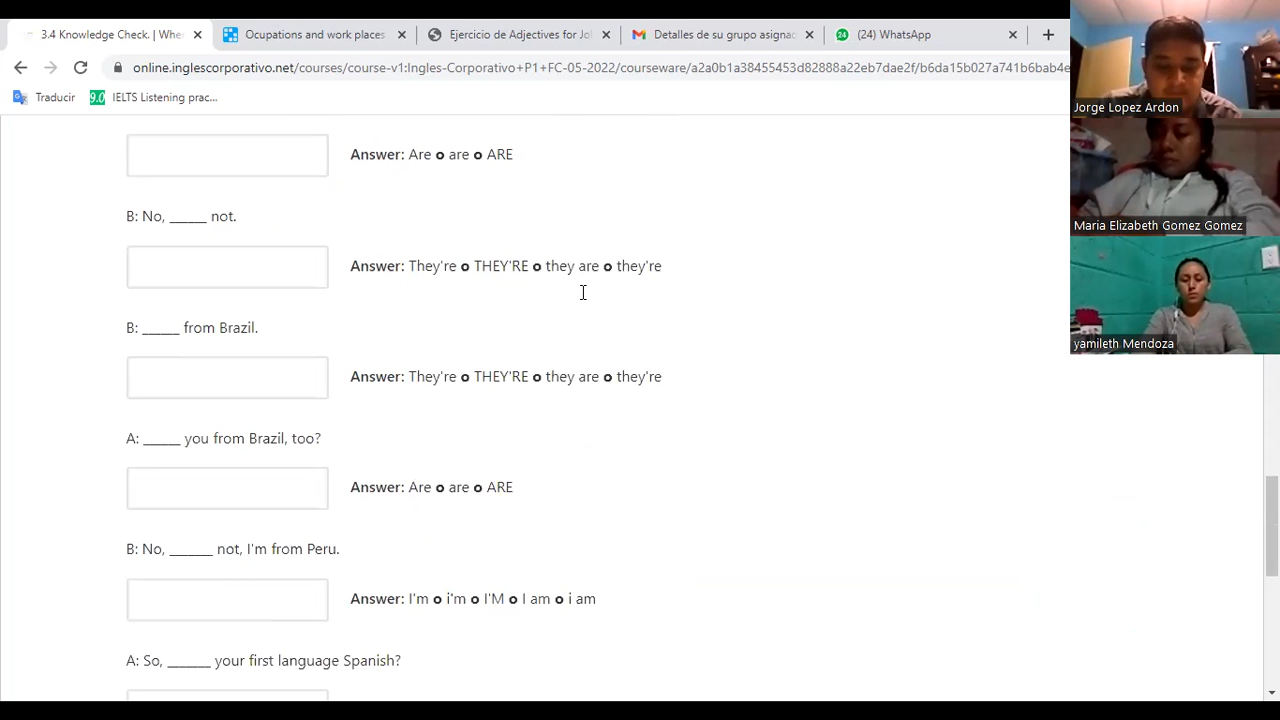 3.4 Knowledge Check. | Whe
Ocupations and work places
Ejercicio de Adjectives for Jo
Detalles de su grupo asignac
(24) WhatsApp
24
online.inglescorporativo.net/courses/course-v1:Ingles-Corporativo+P1+FC-05-2022/courseware/a2a0b1a38455453d82888a22eb7dae2f/b6da15b027a741b6bab4e
Traducir
9.0 IELTS Listening prac...
Answer: Are o are o ARE
B: No, _____ not.
Answer: They're o THEY'RE o they are o they're
B: _____ from Brazil.
Answer: They're o THEY'RE o they are o they're
A: _____ you from Brazil, too?
Answer: Are o are o ARE
B: No, ______ not, I'm from Peru.
Answer: I'm o i'm o I'M o I am o i am
A: So, ______ your first language Spanish?
Jorge Lopez Ardon
Maria Elizabeth Gomez Gomez
yamileth Mendoza